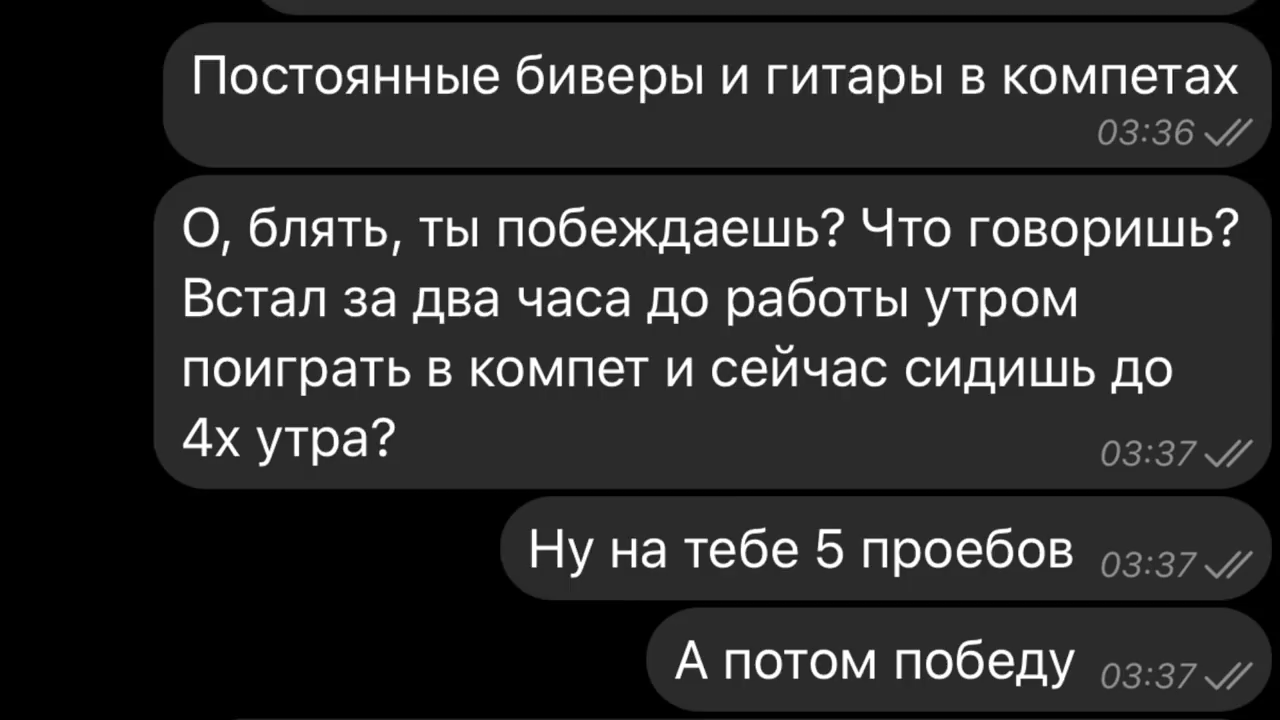 Постоянные биверы и гитары в компетах
03:36
О, блять, ты побеждаешь? Что говоришь?
Встал за два часа до работы утром
поиграть в компет и сейчас сидишь до
4х утра?
03:37
Ну на тебе 5 проебов 03:37
А потом победу 03:37